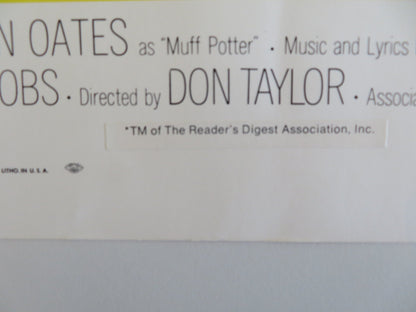 N OATES as "Muff Potter" · Music and Lyrics
OBS · Directed by DON TAYLOR · Associa
*TM of The Reader's Digest Association, Inc.
LITHO. IN U.S.A.